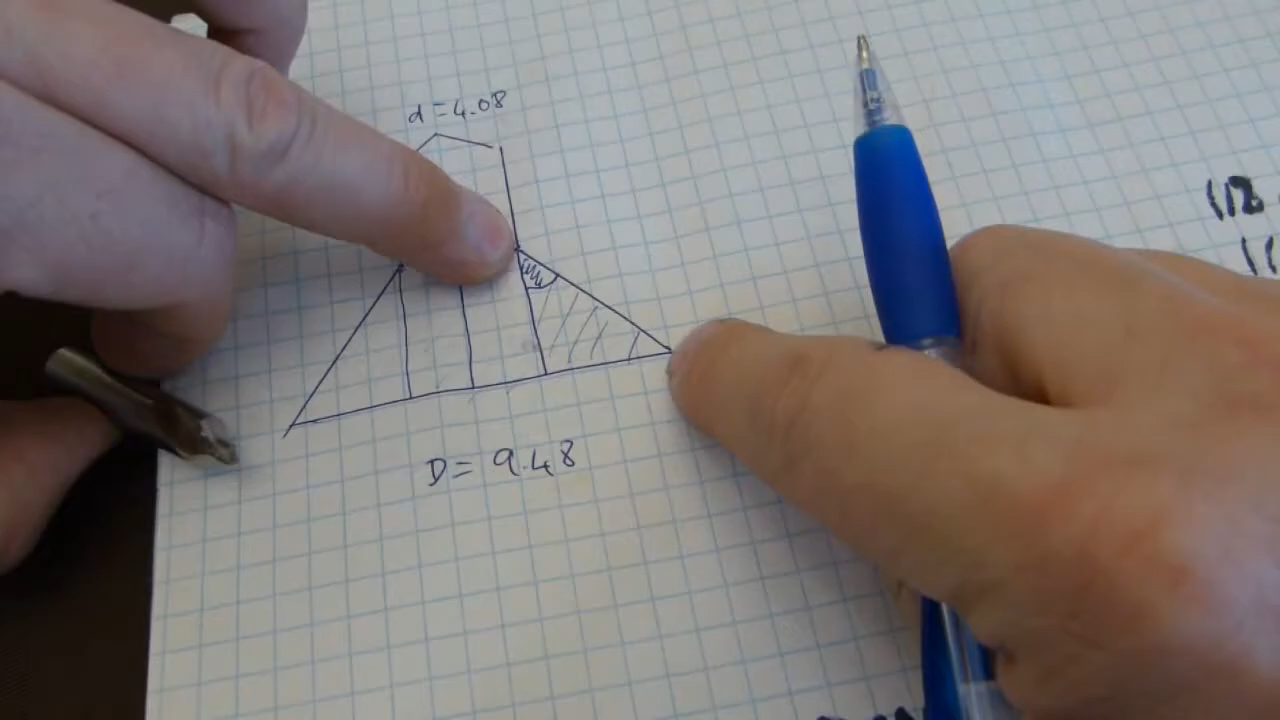 d = 4.08
D = 9.48